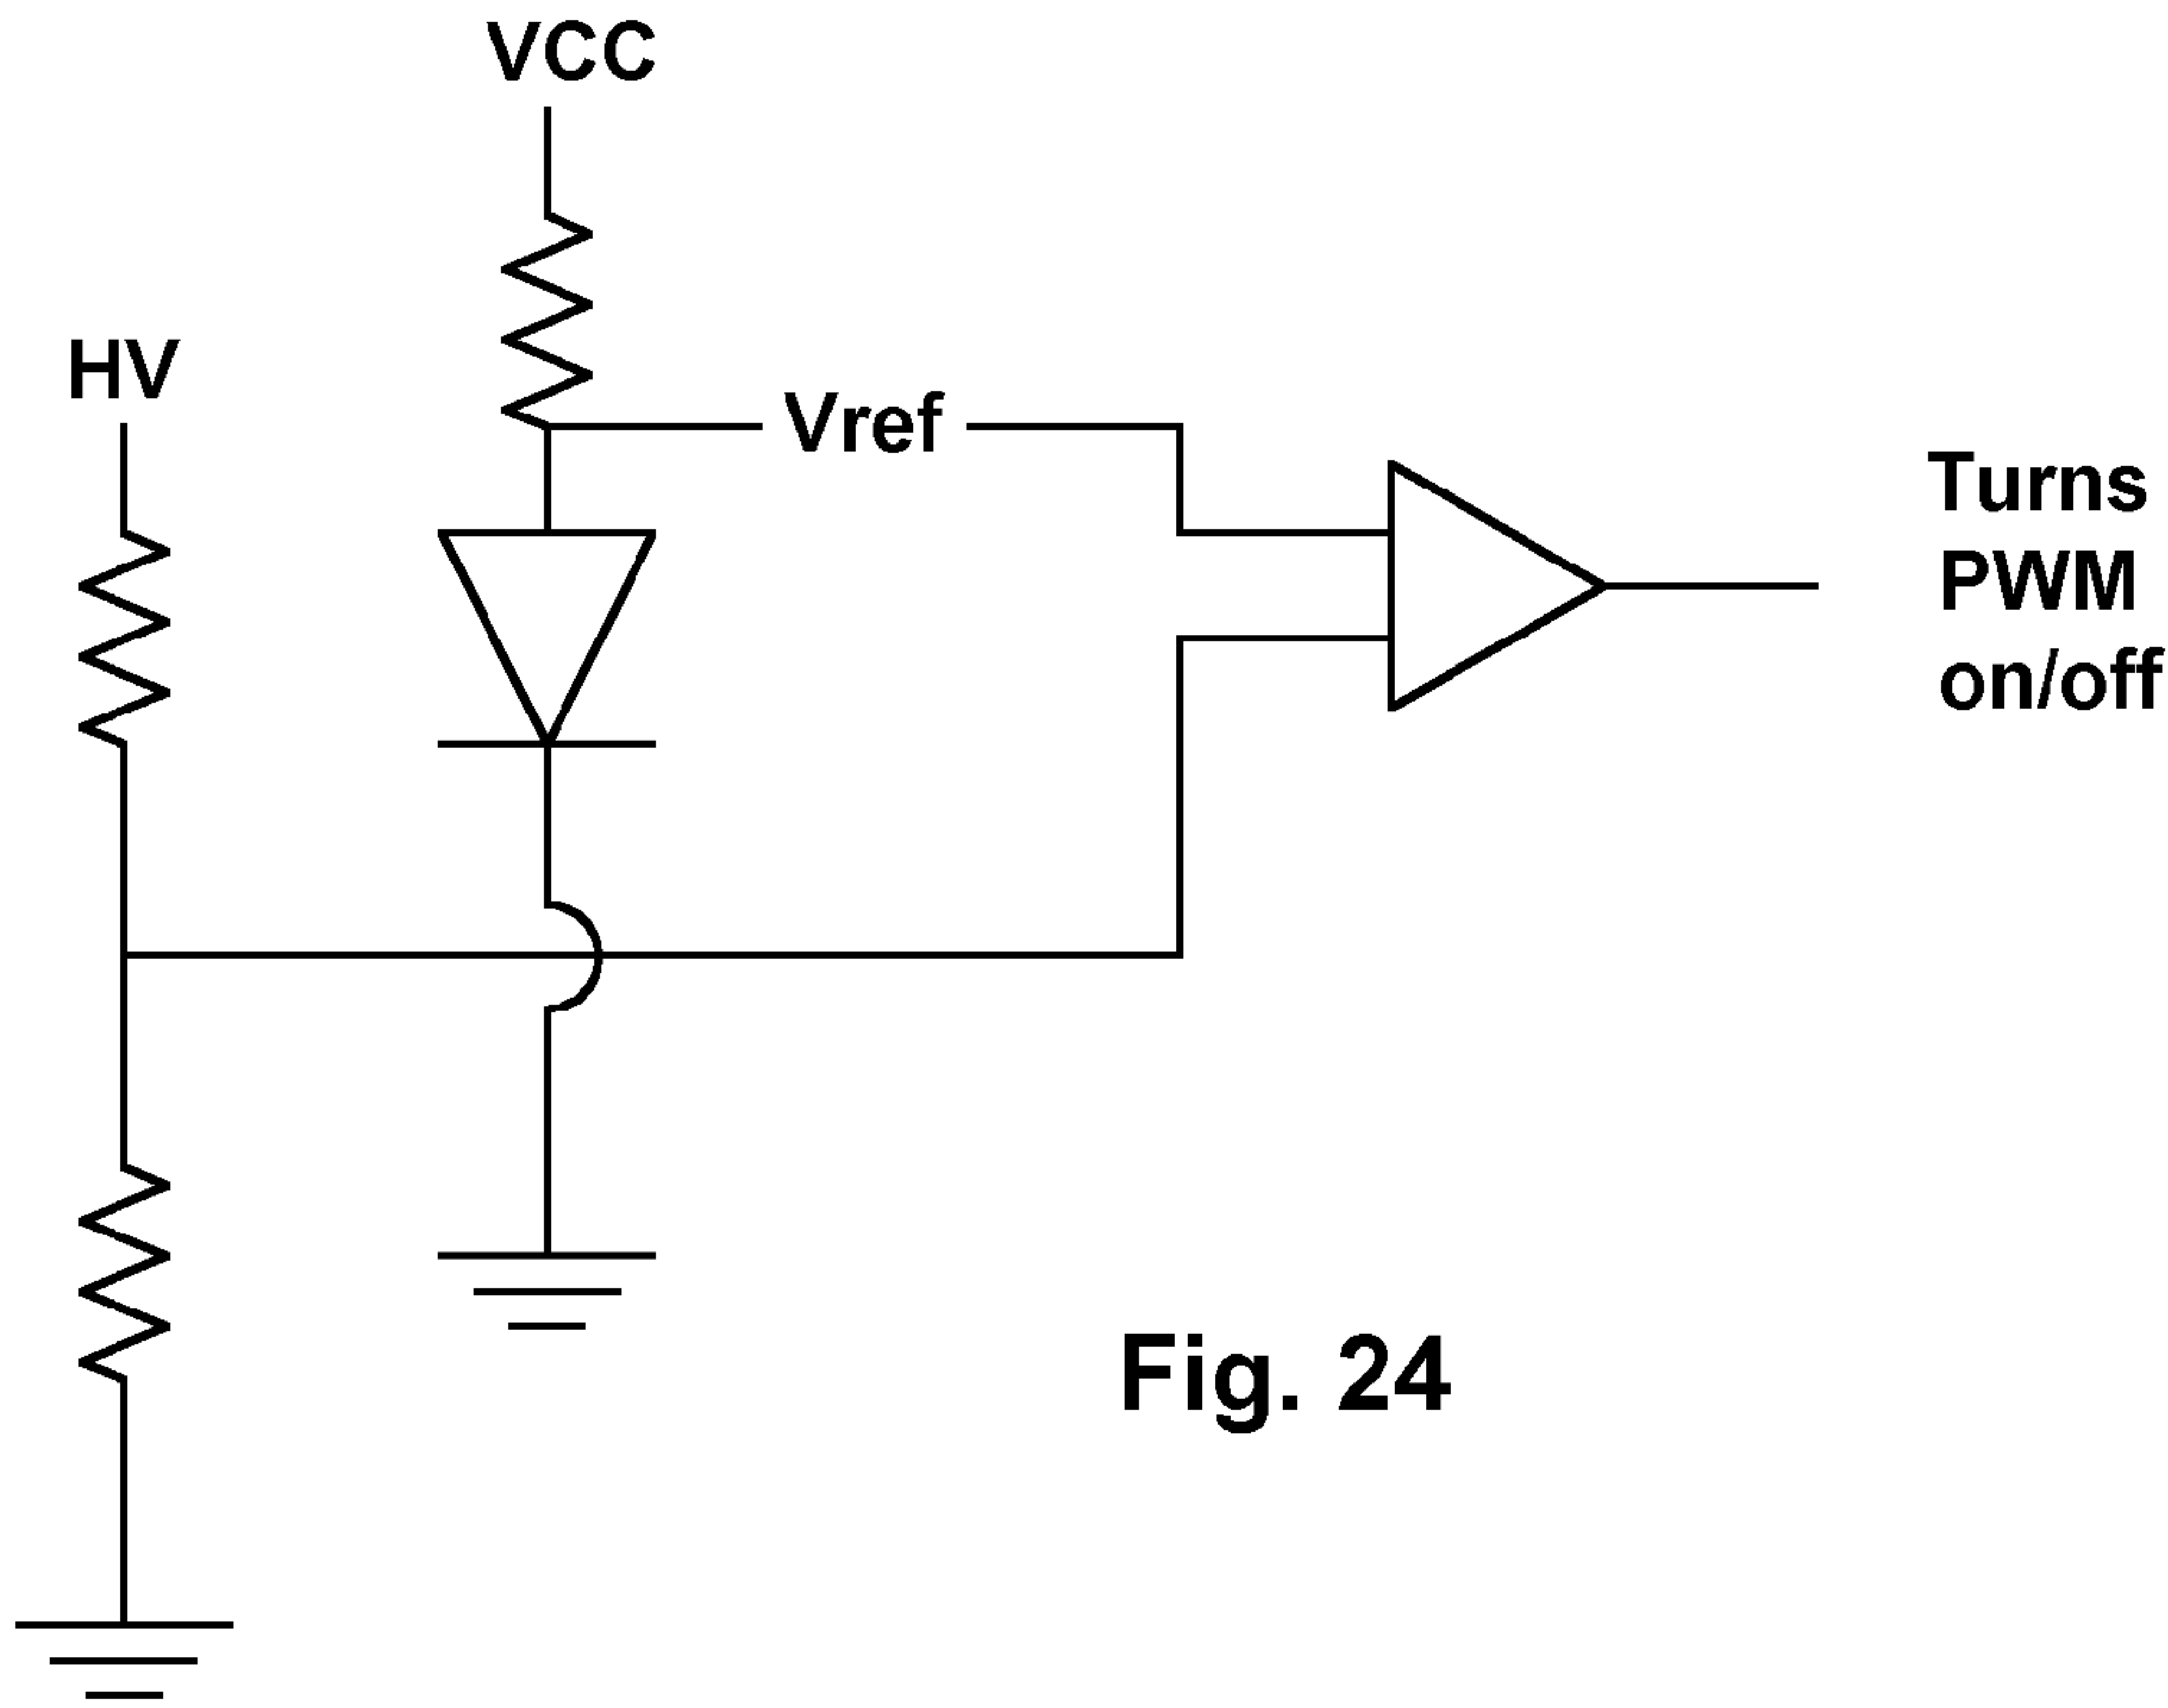 VCC
HV
Vref
Turns
PWM
on/off
Fig. 24